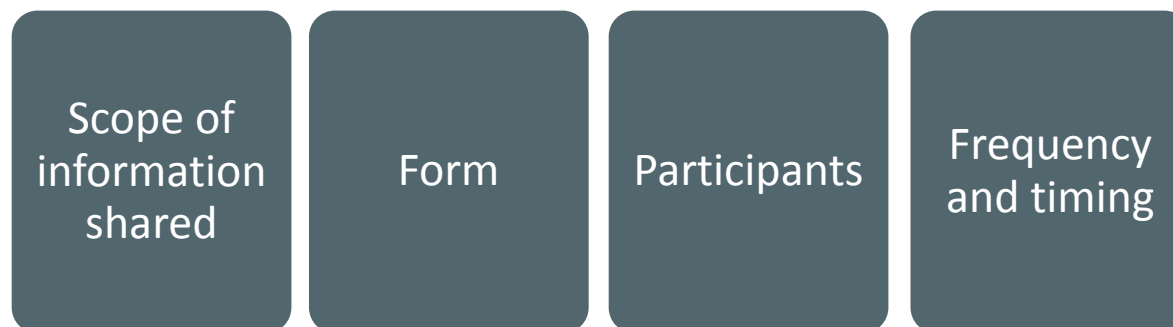 Scope of
information
shared
Form
Participants
Frequency
and timing